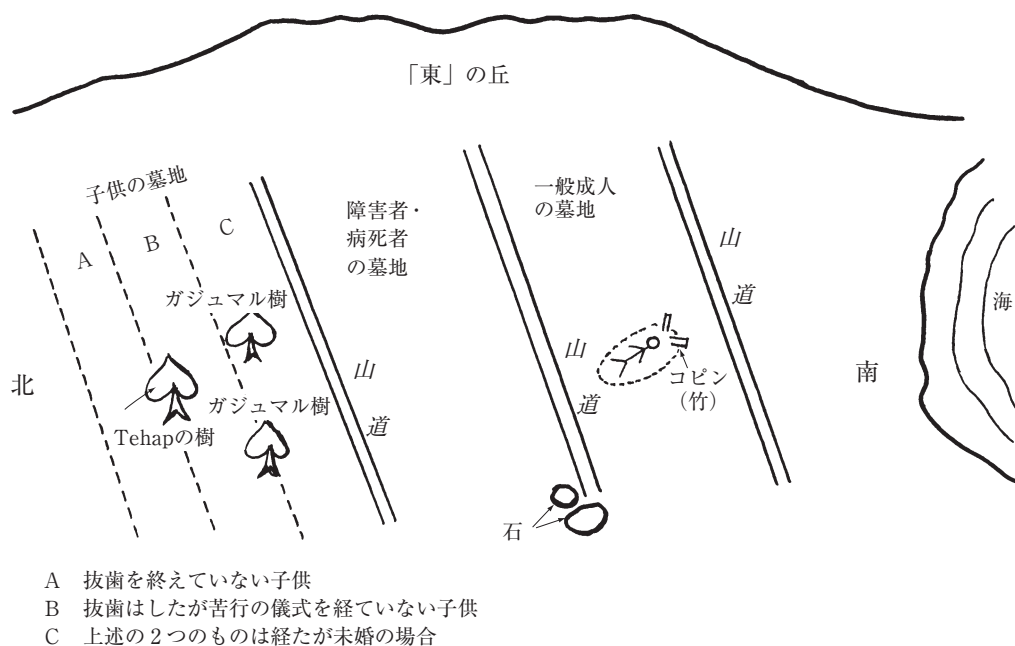 「東」の丘
子供の墓地
A
B
C
障害者・
病死者
の墓地
一般成人
の墓地
山
道
海
ガジュマル樹
北
山
道
山
道
コピン
（竹）
南
ガジュマル樹
Tehapの樹
石
A 抜歯を終えていない子供
B 抜歯はしたが苦行の儀式を経ていない子供
C 上述の２つのものは経たが未婚の場合